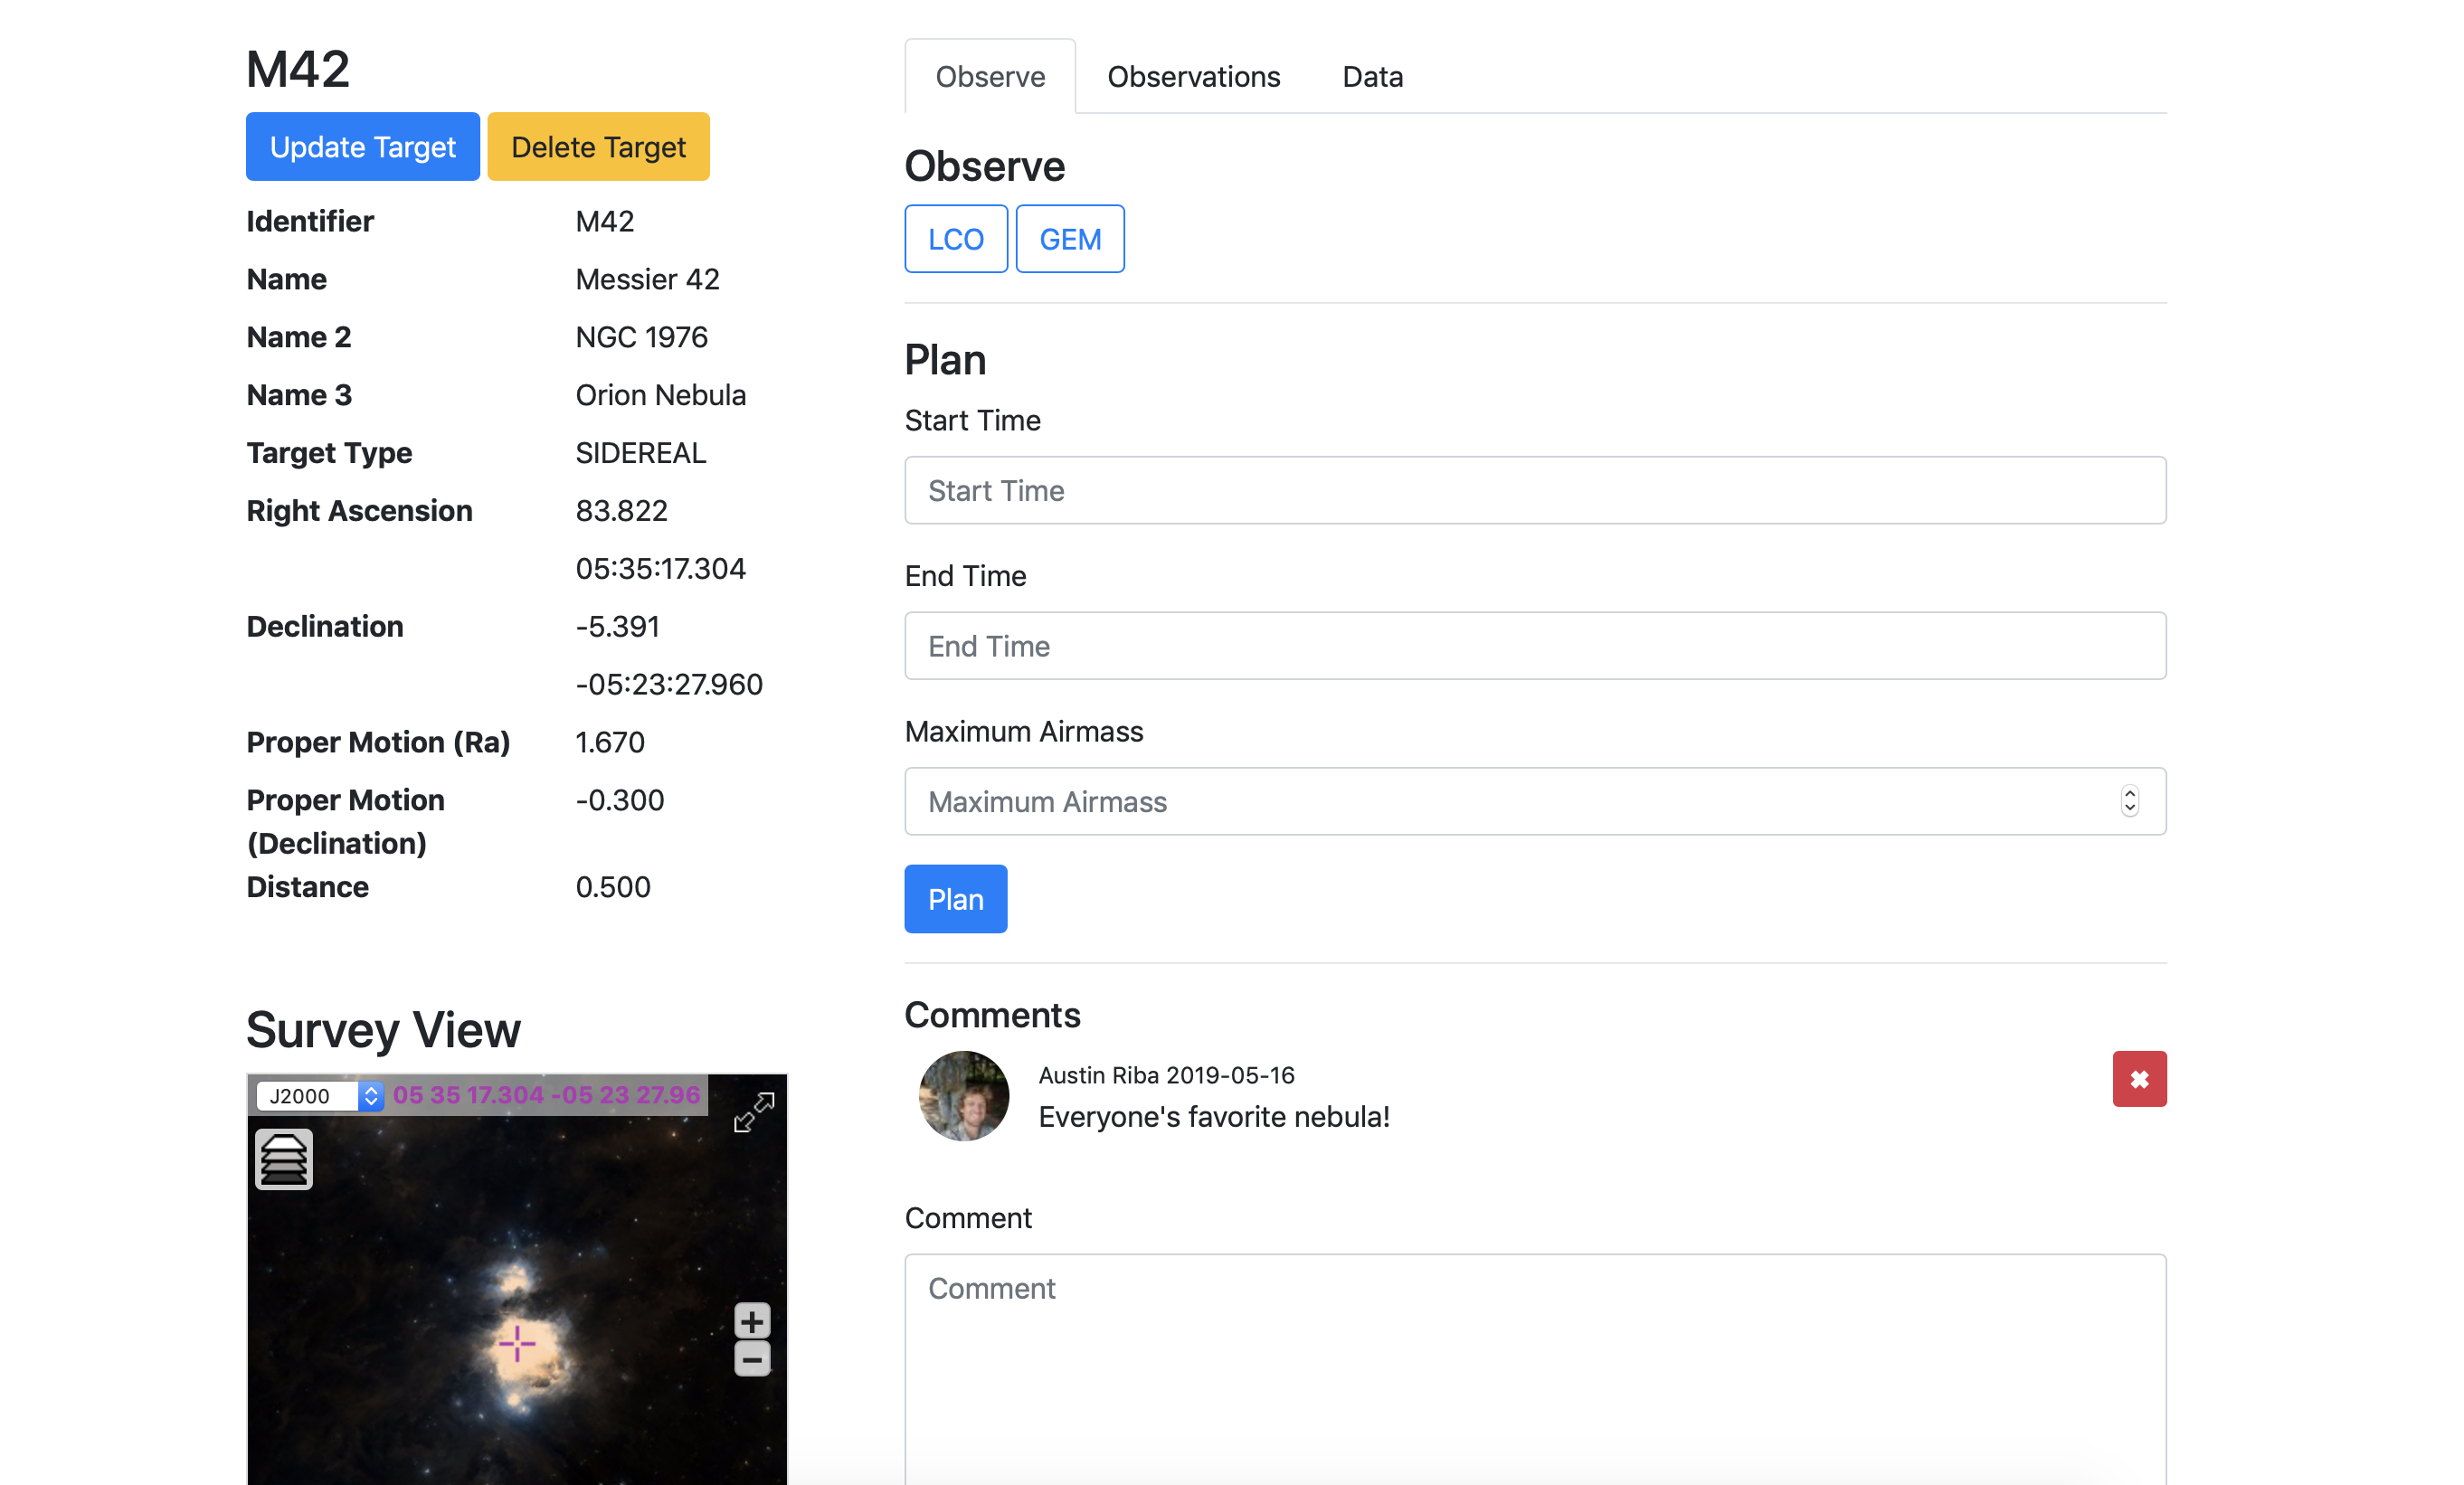 M42
Update Target Delete Target
Identifier M42
Name Messier 42
Name 2 NGC 1976
Name 3 Orion Nebula
Target Type SIDEREAL
Right Ascension 83.822
05:35:17.304
Declination -5.391
-05:23:27.960
Proper Motion (Ra) 1.670
Proper Motion -0.300
(Declination)
Distance 0.500
Survey View
J2000 05 35 17.304 -05 23 27.96
Observe Observations Data
Observe
LCO GEM
Plan
Start Time
Start Time
End Time
End Time
Maximum Airmass
Maximum Airmass
Plan
Comments
Austin Riba 2019-05-16
Everyone's favorite nebula!
Comment
Comment